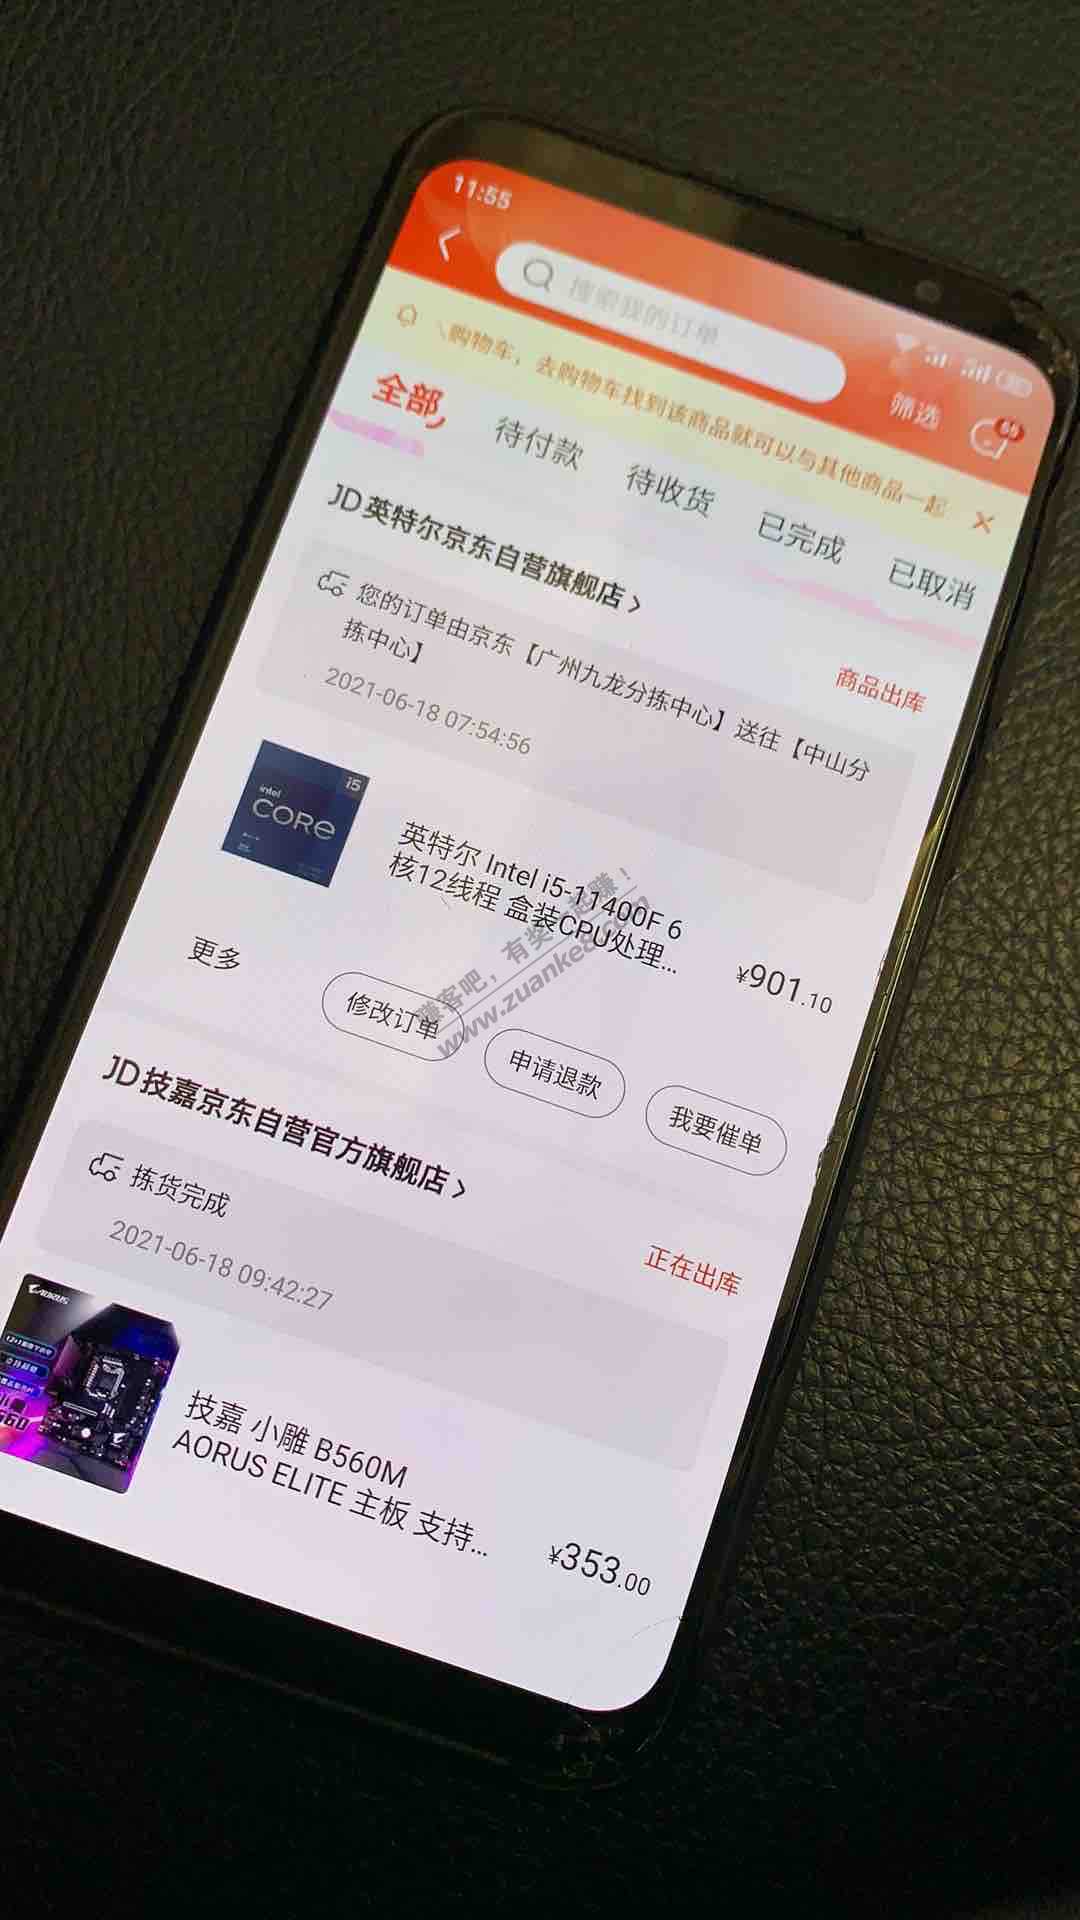 11:55
搜索我的订单
筛选
购物车，去购物车找到该商品就可以与其他商品一起
全部
待付款
待收货
已完成
已取消
JD英特尔京东自营旗舰店
商品出库
您的订单由京东【广州九龙分拣中心】送往【中山分
拣中心】
2021-06-18 07:54:56
intel
CORE
i5
英特尔 Intel i5-11400F 6
核12线程 盒装CPU处理...
¥901.10
更多
修改订单
申请退款
我要催单
赚客吧，有奖一起赚！
www.zuanke8.com
JD技嘉京东自营官方旗舰店
正在出库
拣货完成
2021-06-18 09:42:27
AORUS
技嘉 小雕 B560M
AORUS ELITE 主板 支持...
¥353.00